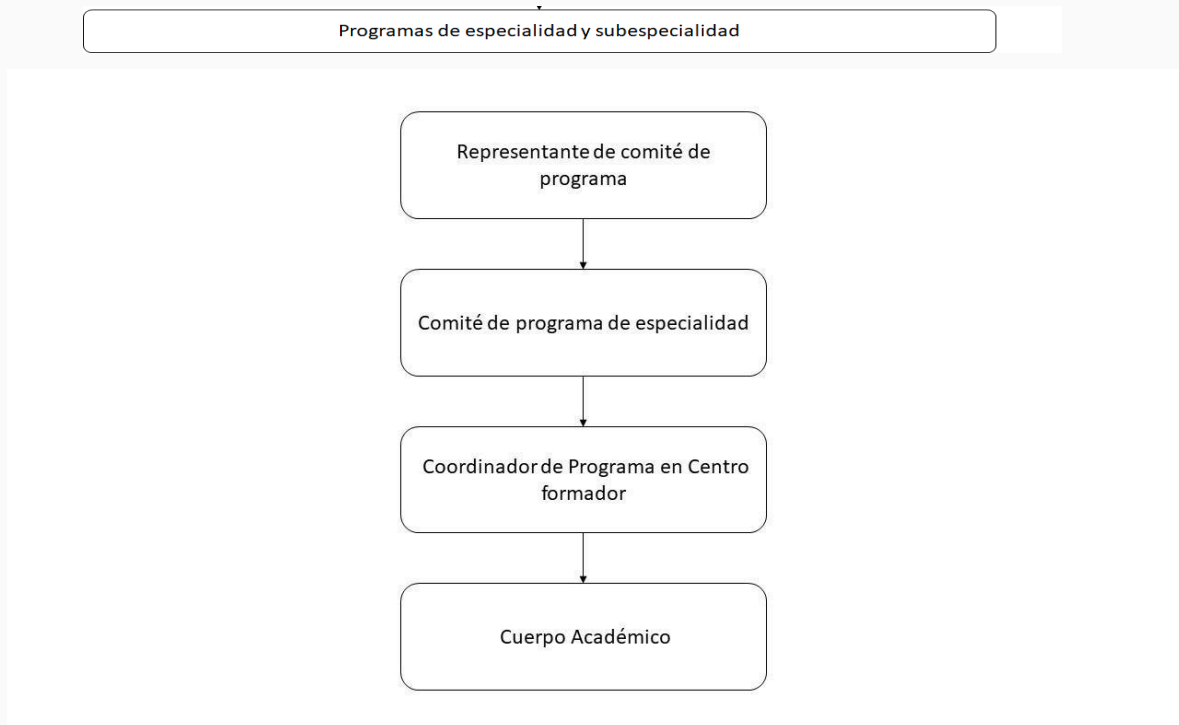 Programas de especialidad y subespecialidad
Representante de comité de
programa
Comité de programa de especialidad
Coordinador de Programa en Centro
formador
Cuerpo Académico